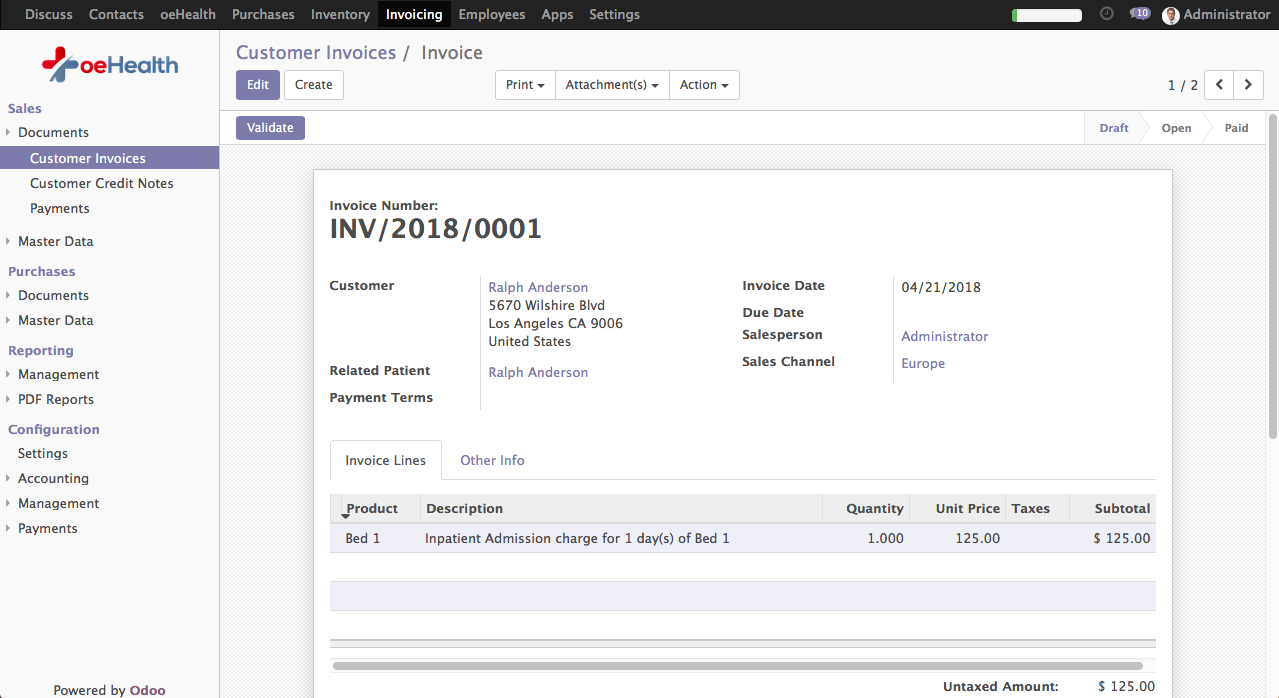 Discuss Contacts oeHealth Purchases Inventory Invoicing Employees Apps Settings 10 Administrator
oeHealth
Customer Invoices / Invoice
Edit Create Print Attachment(s) Action 1 / 2
Validate Draft Open Paid
Sales
Documents
Customer Invoices
Customer Credit Notes
Payments
Master Data
Purchases
Documents
Master Data
Reporting
Management
PDF Reports
Configuration
Settings
Accounting
Management
Payments
Powered by Odoo
Invoice Number:
INV/2018/0001
Customer Ralph Anderson
5670 Wilshire Blvd
Los Angeles CA 9006
United States
Related Patient Ralph Anderson
Payment Terms
Invoice Date 04/21/2018
Due Date
Salesperson Administrator
Sales Channel Europe
Invoice Lines Other Info
Product Description Quantity Unit Price Taxes Subtotal
Bed 1 Inpatient Admission charge for 1 day(s) of Bed 1 1.000 125.00 $ 125.00
Untaxed Amount: $ 125.00